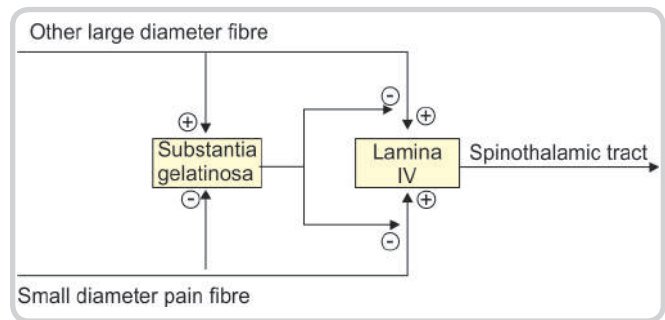 Other large diameter fibre
⊖
⊕ ⊕
Substantia
gelatinosa
Lamina
IV
Spinothalamic tract
⊖ ⊕
⊖
Small diameter pain fibre